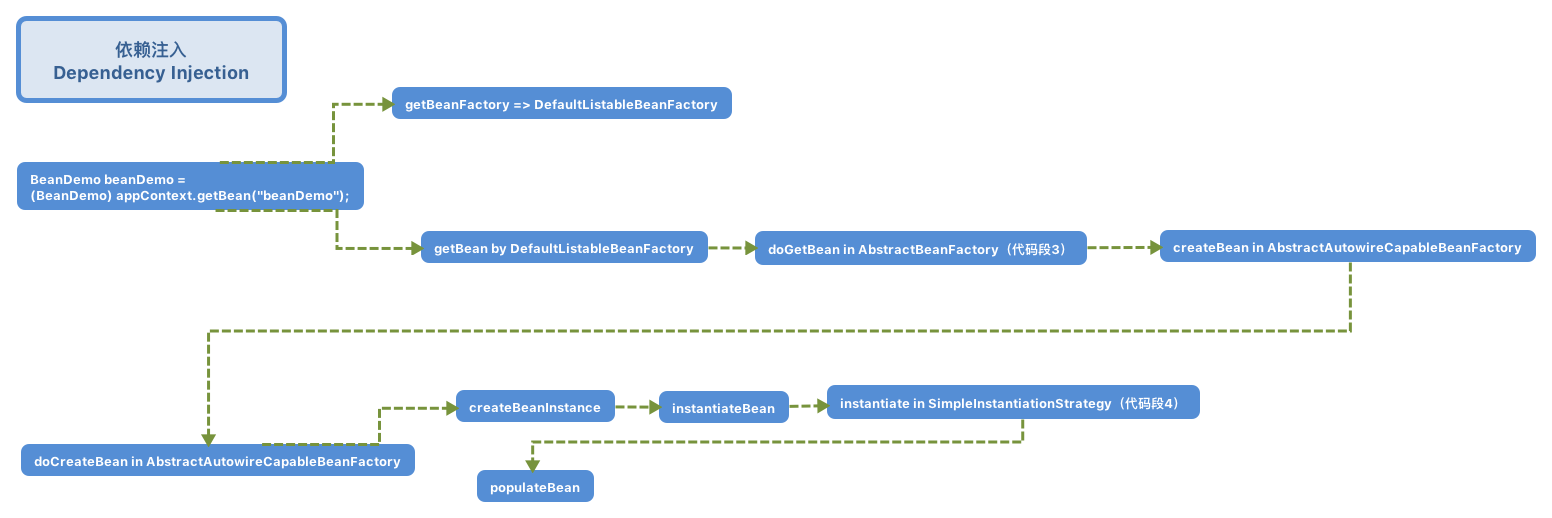 依赖注入
Dependency Injection
getBeanFactory => DefaultListableBeanFactory
BeanDemo beanDemo =
(BeanDemo) appContext.getBean("beanDemo");
getBean by DefaultListableBeanFactory
doGetBean in AbstractBeanFactory（代码段3）
createBean in AbstractAutowireCapableBeanFactory
createBeanInstance
instantiateBean
instantiate in SimpleInstantiationStrategy（代码段4）
doCreateBean in AbstractAutowireCapableBeanFactory
populateBean